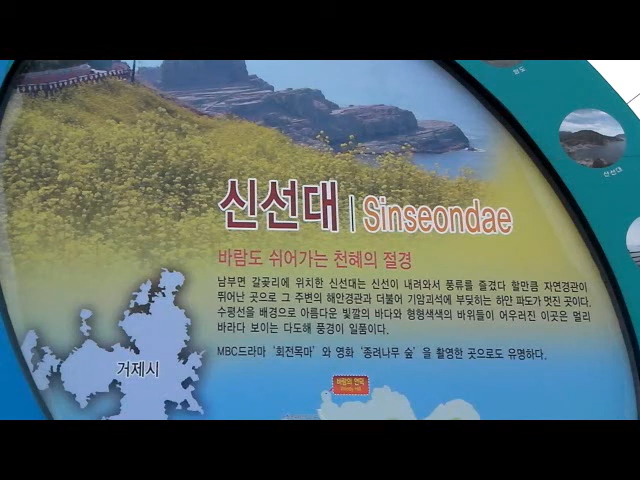 신선대 | Sinseondae
바람도 쉬어가는 천혜의 절경
남부면 갈곶리에 위치한 신선대는 신선이 내려와서 풍류를 즐겼다 할만큼 자연경관이
뛰어난 곳으로 그 주변의 해안경관과 더불어 기암괴석에 부딪히는 하얀 파도가 멋진 곳이다.
수평선을 배경으로 아름다운 빛깔의 바다와 형형색색의 바위들이 어우러진 이곳은 멀리
바라다 보이는 다도해 풍경이 일품이다.
MBC드라마 ‘회전목마’ 와 영화 ‘종려나무 숲’ 을 촬영한 곳으로도 유명하다.
거제시
바람의 언덕
신선대